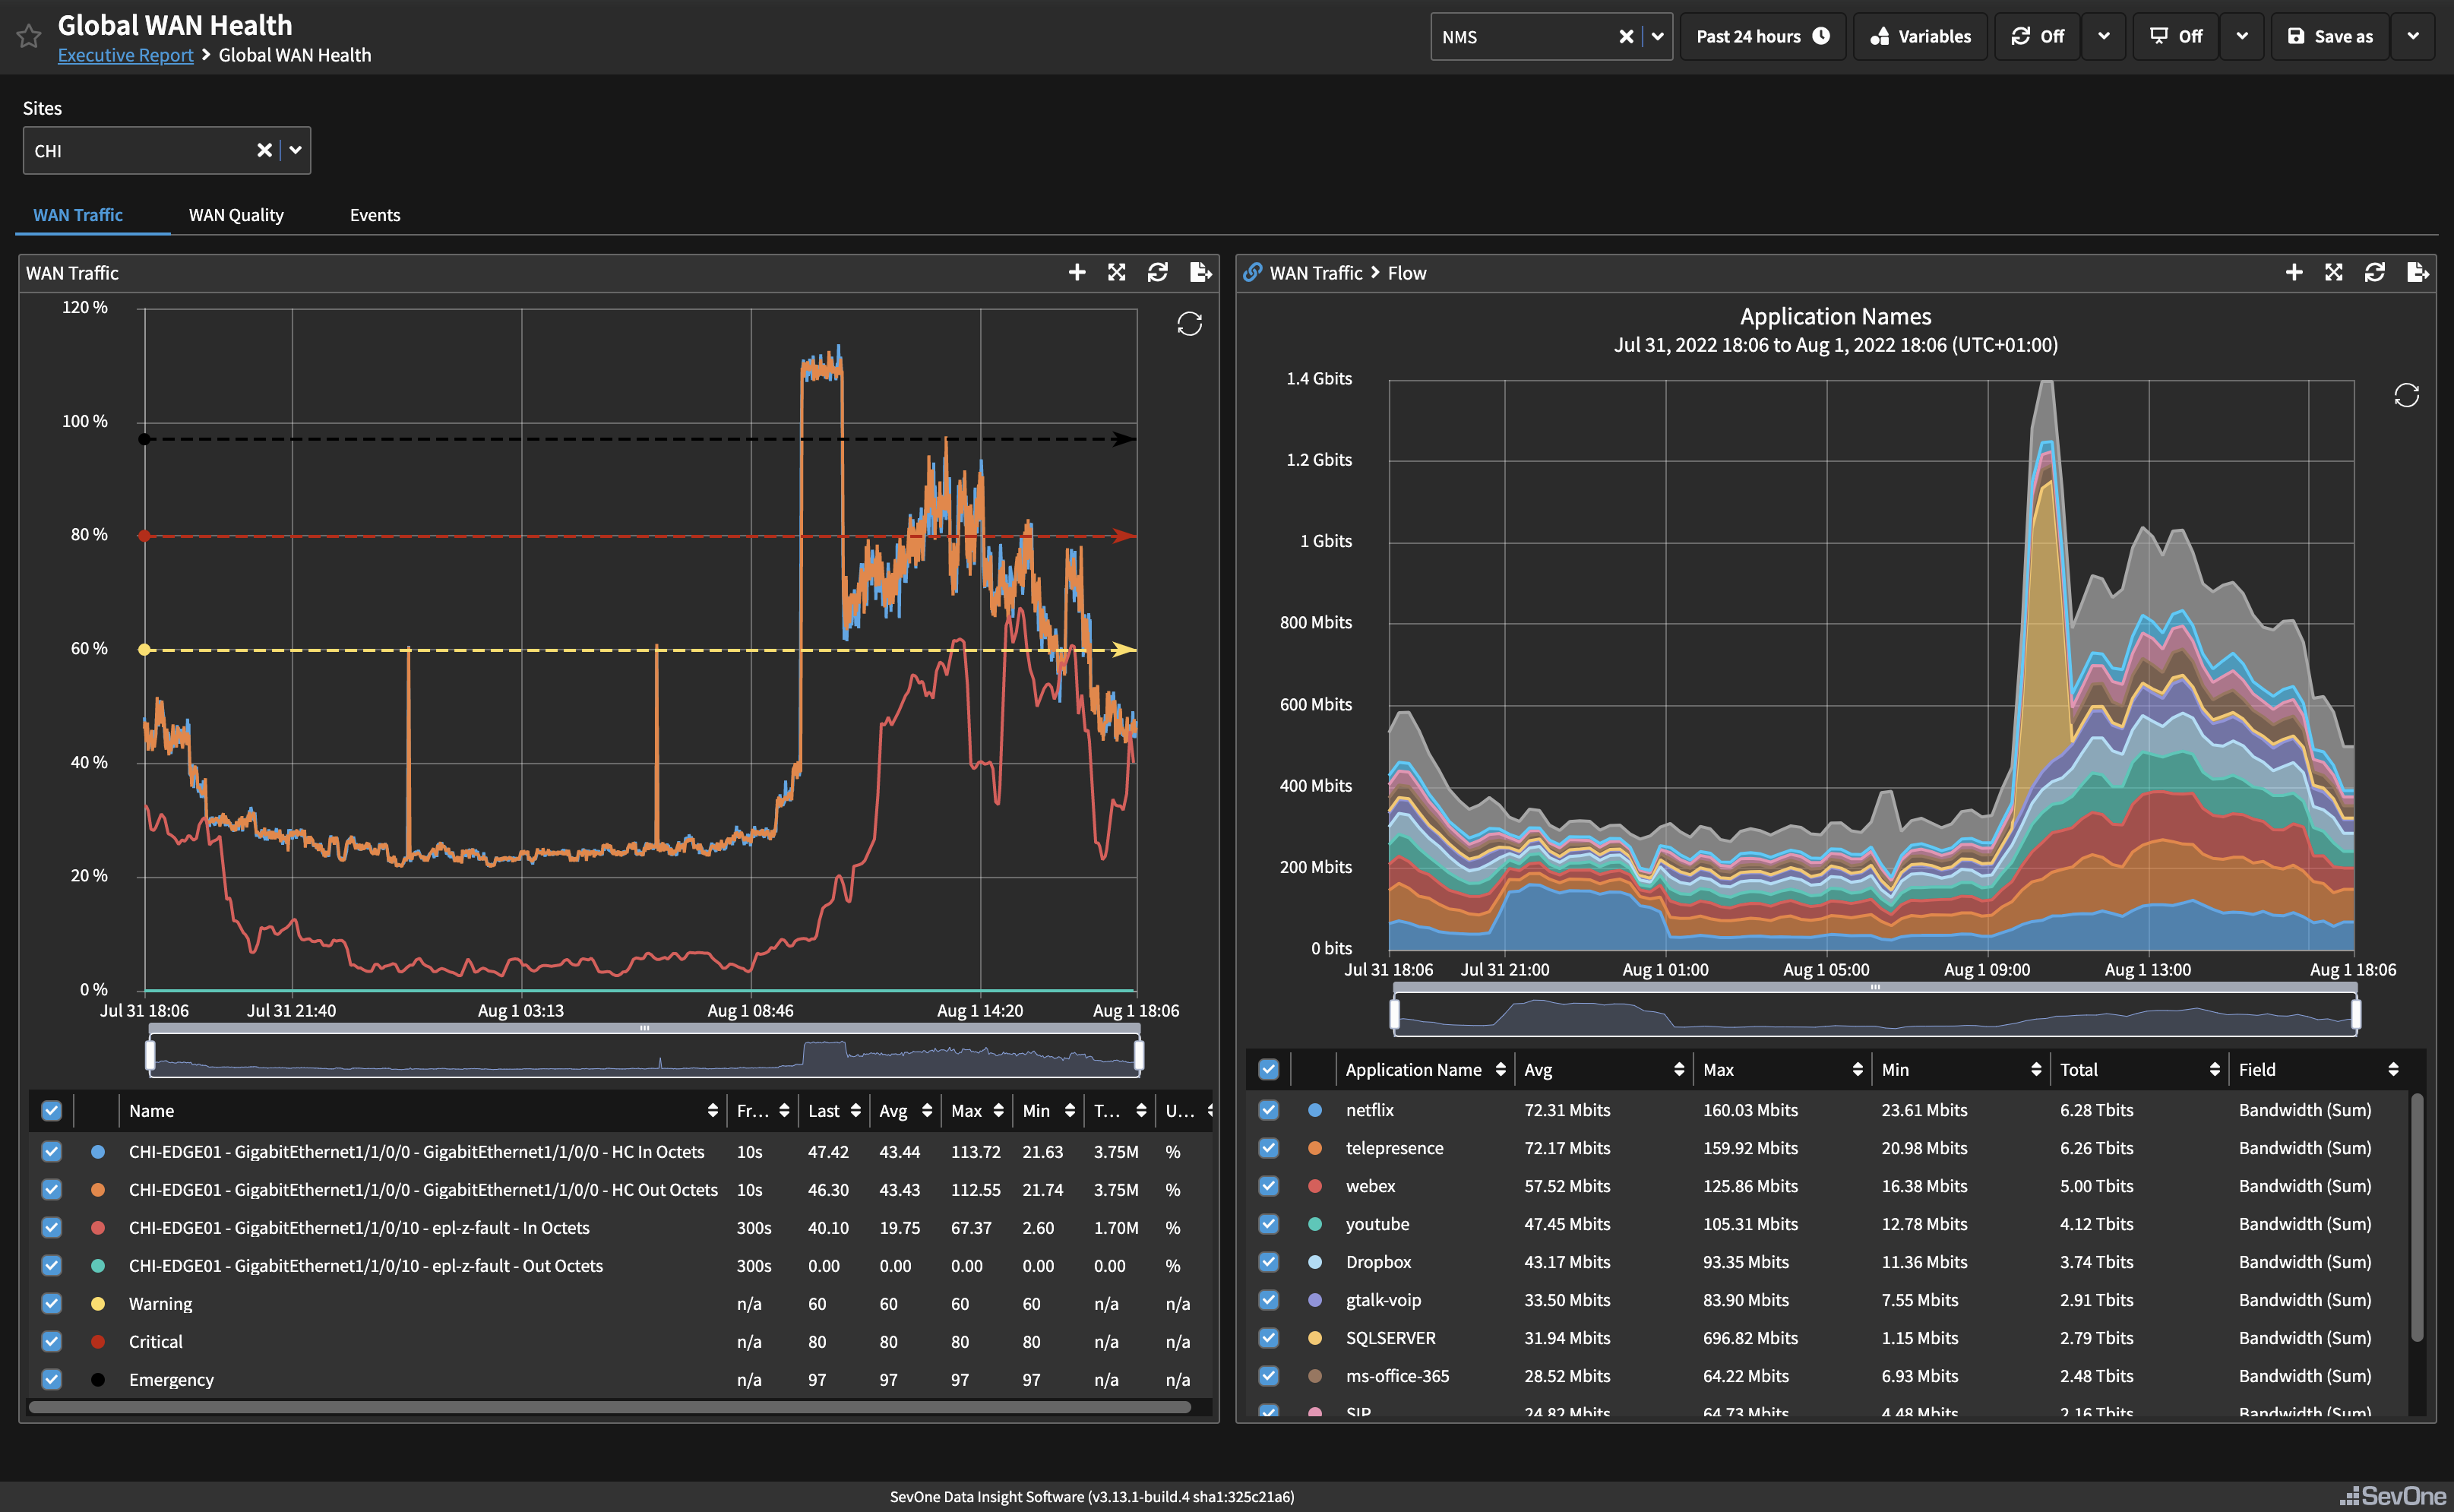 Global WAN Health
Executive Report > Global WAN Health
NMS
Past 24 hours
Variables
Off
Off
Save as
Sites
CHI
WAN Traffic
WAN Quality
Events
WAN Traffic
120 %
100 %
80 %
60 %
40 %
20 %
0 %
Jul 31 18:06 Jul 31 21:40 Aug 1 03:13 Aug 1 08:46 Aug 1 14:20 Aug 1 18:06
Name Fr... Last Avg Max Min T... U...
CHI-EDGE01 - GigabitEthernet1/1/0/0 - GigabitEthernet1/1/0/0 - HC In Octets 10s 47.42 43.44 113.72 21.63 3.75M %
CHI-EDGE01 - GigabitEthernet1/1/0/0 - GigabitEthernet1/1/0/0 - HC Out Octets 10s 46.30 43.43 112.55 21.74 3.75M %
CHI-EDGE01 - GigabitEthernet1/1/0/10 - epl-z-fault - In Octets 300s 40.10 19.75 67.37 2.60 1.70M %
CHI-EDGE01 - GigabitEthernet1/1/0/10 - epl-z-fault - Out Octets 300s 0.00 0.00 0.00 0.00 0.00 %
Warning n/a 60 60 60 60 n/a n/a
Critical n/a 80 80 80 80 n/a n/a
Emergency n/a 97 97 97 97 n/a n/a
WAN Traffic > Flow
Application Names
Jul 31, 2022 18:06 to Aug 1, 2022 18:06 (UTC+01:00)
1.4 Gbits
1.2 Gbits
1 Gbits
800 Mbits
600 Mbits
400 Mbits
200 Mbits
0 bits
Jul 31 18:06 Jul 31 21:00 Aug 1 01:00 Aug 1 05:00 Aug 1 09:00 Aug 1 13:00 Aug 1 18:06
Application Name Avg Max Min Total Field
netflix 72.31 Mbits 160.03 Mbits 23.61 Mbits 6.28 Tbits Bandwidth (Sum)
telepresence 72.17 Mbits 159.92 Mbits 20.98 Mbits 6.26 Tbits Bandwidth (Sum)
webex 57.52 Mbits 125.86 Mbits 16.38 Mbits 5.00 Tbits Bandwidth (Sum)
youtube 47.45 Mbits 105.31 Mbits 12.78 Mbits 4.12 Tbits Bandwidth (Sum)
Dropbox 43.17 Mbits 93.35 Mbits 11.36 Mbits 3.74 Tbits Bandwidth (Sum)
gtalk-voip 33.50 Mbits 83.90 Mbits 7.55 Mbits 2.91 Tbits Bandwidth (Sum)
SQLSERVER 31.94 Mbits 696.82 Mbits 1.15 Mbits 2.79 Tbits Bandwidth (Sum)
ms-office-365 28.52 Mbits 64.22 Mbits 6.93 Mbits 2.48 Tbits Bandwidth (Sum)
SIP 24.82 Mbits 64.73 Mbits 4.48 Mbits 2.16 Tbits Bandwidth (Sum)
SevOne Data Insight Software (v3.13.1-build.4 sha1:325c21a6)
SevOne